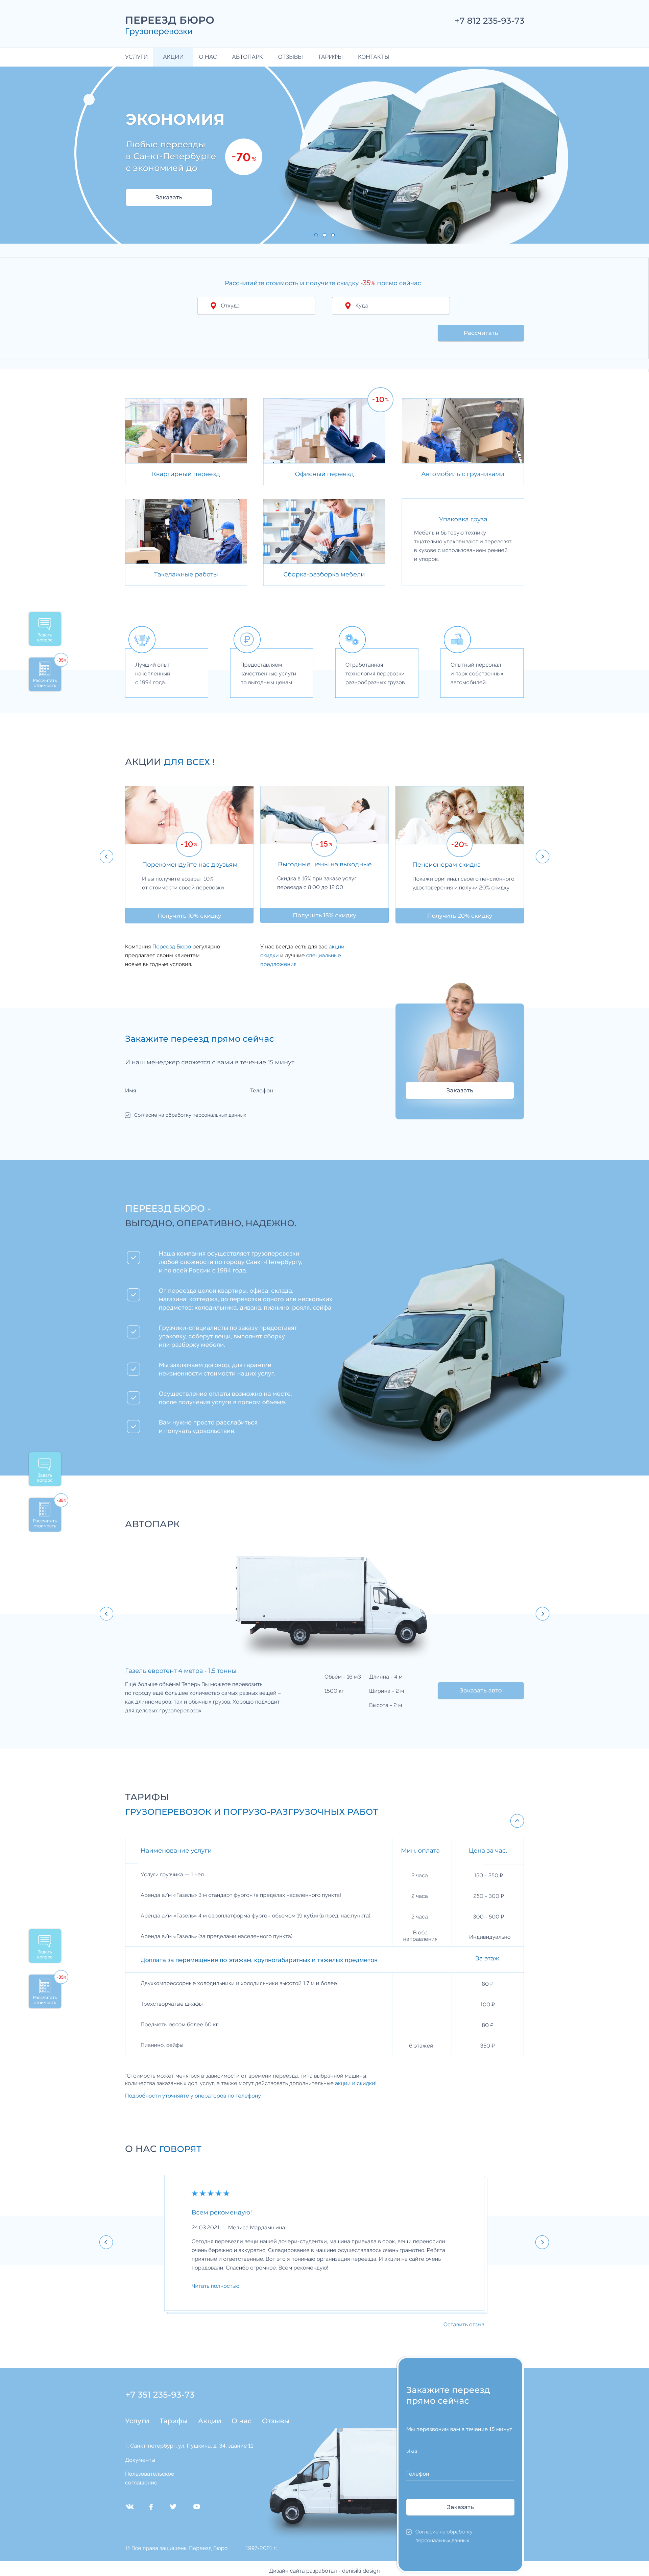 ПЕРЕЕЗД БЮРО
Грузоперевозки
+7 812 235-93-73
УСЛУГИ
АКЦИИ
О НАС
АВТОПАРК
ОТЗЫВЫ
ТАРИФЫ
КОНТАКТЫ
ЭКОНОМИЯ
Любые переезды
в Санкт-Петербурге
с экономией до
-70%
Заказать
Рассчитайте стоимость и получите скидку -35% прямо сейчас
Откуда
Куда
Рассчитать
-10%
Квартирный переезд
Офисный переезд
Автомобиль с грузчиками
Такелажные работы
Сборка-разборка мебели
Упаковка груза
Мебель и бытовую технику
тщательно упаковывают и перевозят
в кузове с использованием ремней
и упоров.
Задать
вопрос
-35%
Рассчитать
стоимость
Лучший опыт
накопленный
с 1994 года.
Предоставляем
качественные услуги
по выгодным ценам
Отработанная
технология перевозки
разнообразных грузов
Опытный персонал
и парк собственных
автомобилей.
АКЦИИ ДЛЯ ВСЕХ !
-10%
Порекомендуйте нас друзьям
И вы получите возврат 10%
от стоимости своей перевозки
Получить 10% скидку
-15%
Выгодные цены на выходные
Скидка в 15% при заказе услуг
переезда с 8:00 до 12:00
Получить 15% скидку
-20%
Пенсионерам скидка
Покажи оригинал своего пенсионного
удостоверения и получи 20% скидку
Получить 20% скидку
Компания Переезд Бюро регулярно
предлагает своим клиентам
новые выгодные условия.
У нас всегда есть для вас акции,
скидки и лучшие специальные
предложения.
Закажите переезд прямо сейчас
И наш менеджер свяжется с вами в течение 15 минут
Имя
Телефон
Согласие на обработку персональных данных
Заказать
ПЕРЕЕЗД БЮРО -
ВЫГОДНО, ОПЕРАТИВНО, НАДЕЖНО.
Наша компания осуществляет грузоперевозки
любой сложности по городу Санкт-Петербургу,
и по всей России с 1994 года.
От переезда целой квартиры, офиса, склада,
магазина, коттеджа, до перевозки одного или нескольких
предметов: холодильника, дивана, пианино, рояля, сейфа.
Грузчики-специалисты по заказу предоставят
упаковку, соберут вещи, выполнят сборку
или разборку мебели.
Мы заключаем договор, для гарантии
неизменности стоимости наших услуг.
Осуществление оплаты возможно на месте,
после получения услуги в полном объеме.
Вам нужно просто расслабиться
и получать удовольствие.
Задать
вопрос
-35%
Рассчитать
стоимость
АВТОПАРК
Газель евротент 4 метра - 1,5 тонны
Ещё больше объёма! Теперь Вы можете перевозить
по городу ещё большее количество самых разных вещей –
как длинномеров, так и обычных грузов. Хорошо подходит
для деловых грузоперевозок.
Обьём - 16 м3
1500 кг
Длинна - 4 м
Ширина - 2 м
Высота - 2 м
Заказать авто
ТАРИФЫ
ГРУЗОПЕРЕВОЗОК И ПОГРУЗО-РАЗГРУЗОЧНЫХ РАБОТ
Наименование услуги
Мин. оплата
Цена за час.
Услуги грузчика — 1 чел.
2 часа
150 - 250 ₽
Аренда а/м «Газель» 3 м стандарт фургон (в пределах населенного пункта)
2 часа
250 - 300 ₽
Аренда а/м «Газель» 4 м европлатформа фургон объемом 19 куб.м (в пред. нас.пункта)
2 часа
300 - 500 ₽
Аренда а/м «Газель» (за пределами населенного пункта)
В оба
направления
Индивидуально
Доплата за перемещение по этажам, крупногабаритных и тяжелых предметов
За этаж
Двухкомпрессорные холодильники и холодильники высотой 1.7 м и более
80 ₽
Трехстворчатые шкафы
100 ₽
Предметы весом более 60 кг
80 ₽
Пианино, сейфы
6 этажей
350 ₽
Задать
вопрос
-35%
Рассчитать
стоимость
*Стоимость может меняться в зависимости от времени переезда, типа выбранной машины,
количества заказанных доп. услуг, а также могут действовать дополнительные акции и скидки!
Подробности уточняйте у операторов по телефону.
О НАС ГОВОРЯТ
Всем рекомендую!
24.03.2021
Мелиса Марданшина
Сегодня перевезли вещи нашей дочери-студентки, машина приехала в срок, вещи переносили
очень бережно и аккуратно. Складирование в машине осуществлялось очень грамотно. Ребята
приятные и ответственные. Вот это я понимаю организация переезда. И акции на сайте очень
порадовали. Спасибо огромное. Всем рекомендую!
Читать полностью
Оставить отзыв
+7 351 235-93-73
Услуги
Тарифы
Акции
О нас
Отзывы
г. Санкт-петербург, ул. Пушкина, д. 34, здание 11
Документы
Пользовательское
соглашение
© Все права защищены Переезд Бюро.
1997-2021 г.
Закажите переезд
прямо сейчас
Мы перезвоним вам в течение 15 минут
Имя
Телефон
Заказать
Согласие на обработку
персональных данных
Дизайн сайта разработал - denisiki design